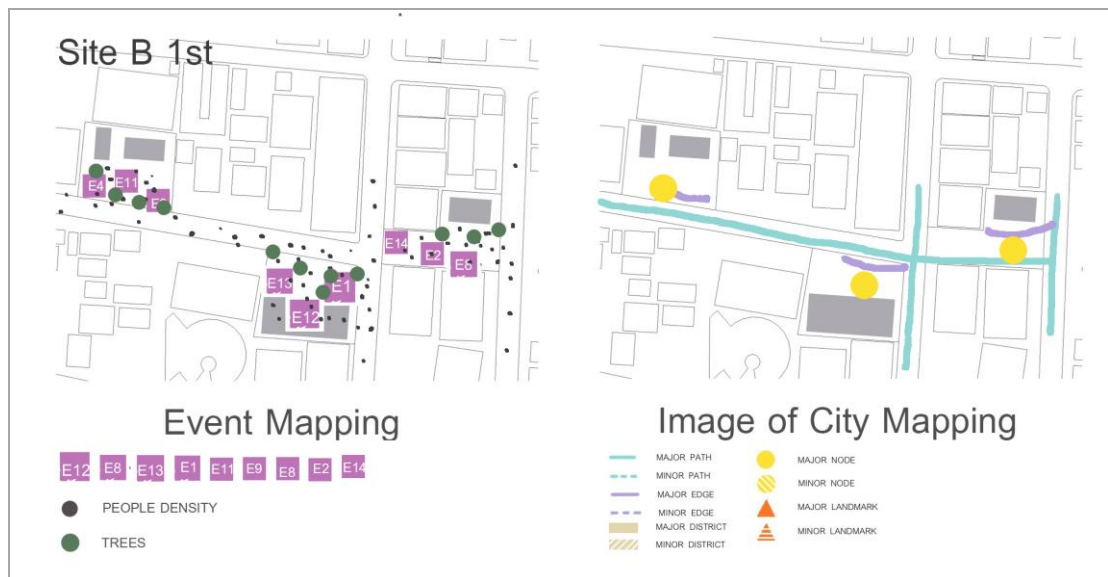 Site B 1st
E4
E11
E14
E2
E6
E13
E1
E12
Event Mapping
E12 E8 E13 E1 E11 E9 E8 E2 E14
PEOPLE DENSITY
TREES
Image of City Mapping
MAJOR PATH
MINOR PATH
MAJOR EDGE
MINOR EDGE
MAJOR DISTRICT
MINOR DISTRICT
MAJOR NODE
MINOR NODE
MAJOR LANDMARK
MINOR LANDMARK